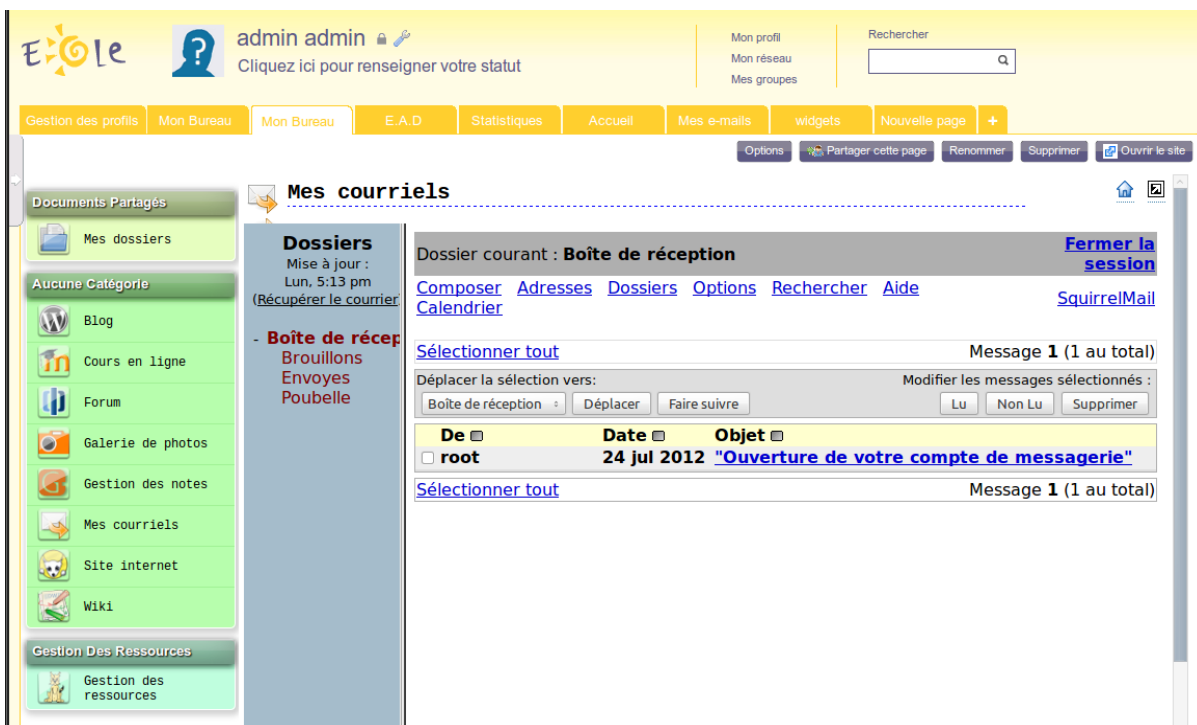 Eole
admin admin
Cliquez ici pour renseigner votre statut
Mon profil
Mon réseau
Mes groupes
Rechercher
Gestion des profils
Mon Bureau
Mon Bureau
E.A.D
Statistiques
Accueil
Mes e-mails
widgets
Nouvelle page
+
Options
Partager cette page
Renommer
Supprimer
Ouvrir le site
Documents Partagés
Mes dossiers
Aucune Catégorie
Blog
Cours en ligne
Forum
Galerie de photos
Gestion des notes
Mes courriels
Site internet
Wiki
Gestion Des Ressources
Gestion des
ressources
Mes courriels
Dossiers
Mise à jour :
Lun, 5:13 pm
(Récupérer le courrier)
- Boîte de récep
Brouillons
Envoyes
Poubelle
Dossier courant : Boîte de réception
Fermer la
session
Composer Adresses Dossiers Options Rechercher Aide
Calendrier
SquirrelMail
Sélectionner tout
Message 1 (1 au total)
Déplacer la sélection vers:
Modifier les messages sélectionnés :
Boîte de réception
Déplacer
Faire suivre
Lu
Non Lu
Supprimer
De Date Objet
root 24 jul 2012 "Ouverture de votre compte de messagerie"
Sélectionner tout
Message 1 (1 au total)